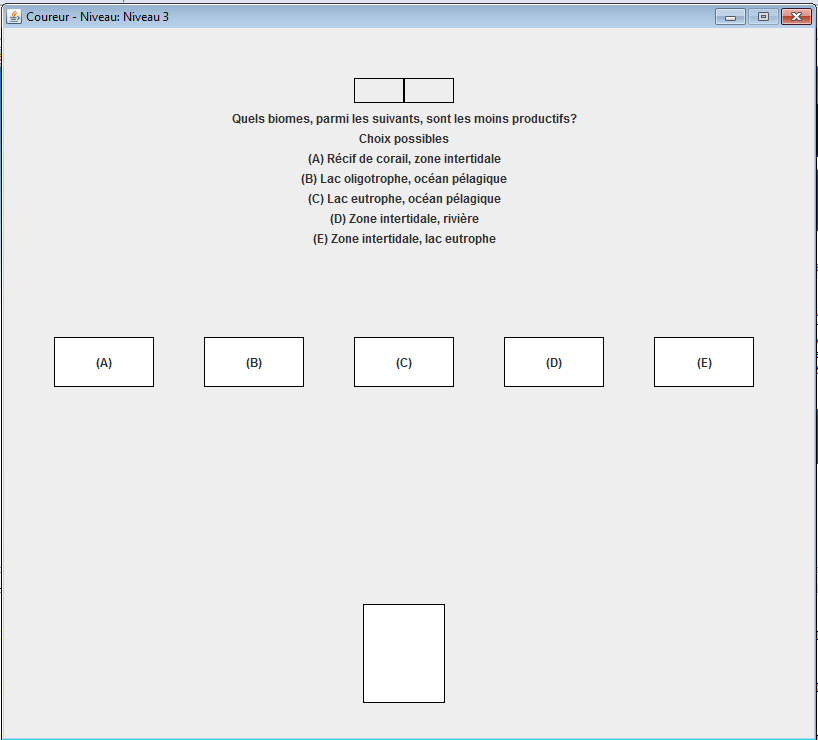 Coureur - Niveau: Niveau 3
Quels biomes, parmi les suivants, sont les moins productifs?
Choix possibles
(A) Récif de corail, zone intertidale
(B) Lac oligotrophe, océan pélagique
(C) Lac eutrophe, océan pélagique
(D) Zone intertidale, rivière
(E) Zone intertidale, lac eutrophe
(A) (B) (C) (D) (E)